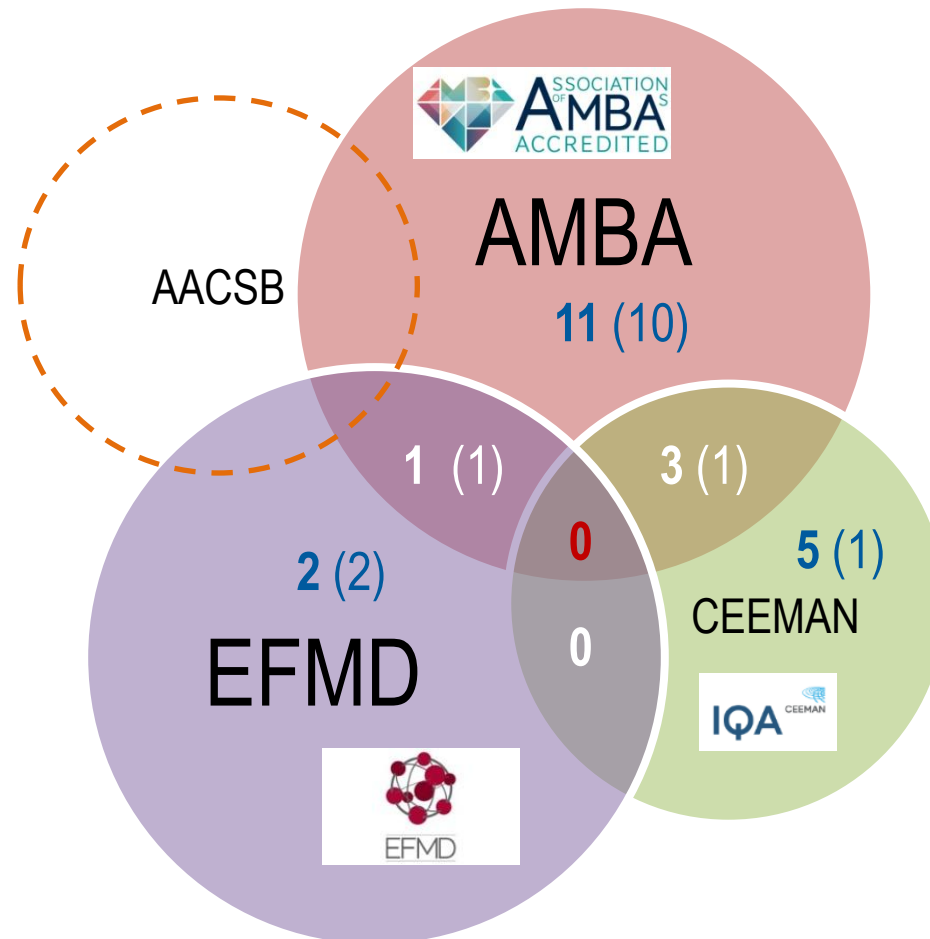 ASSOCIATION
OF AMBAS
ACCREDITED
AMBA
11 (10)
AACSB
1 (1)
3 (1)
0
5 (1)
2 (2)
CEEMAN
0
EFMD
IQA CEEMAN
EFMD